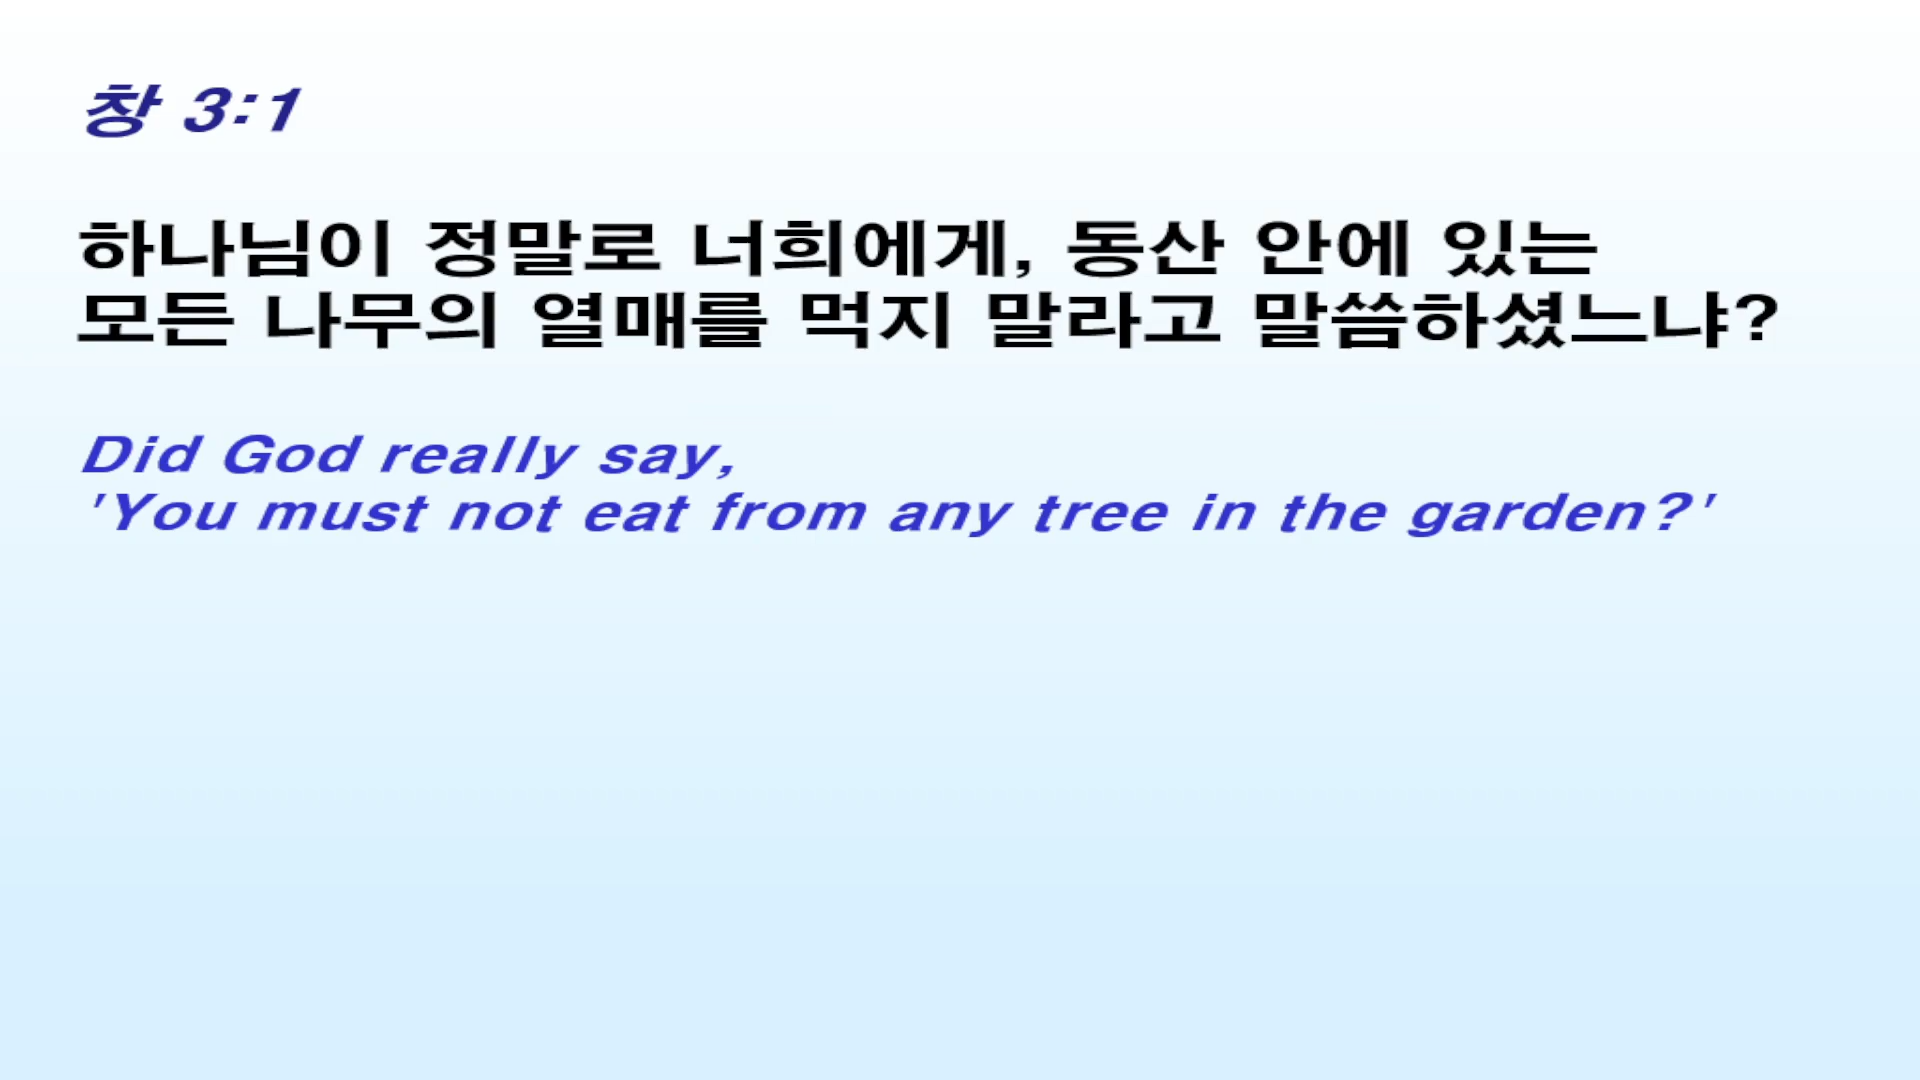 창 3:1
하나님이 정말로 너희에게, 동산 안에 있는
모든 나무의 열매를 먹지 말라고 말씀하셨느냐?
Did God really say,
'You must not eat from any tree in the garden?'